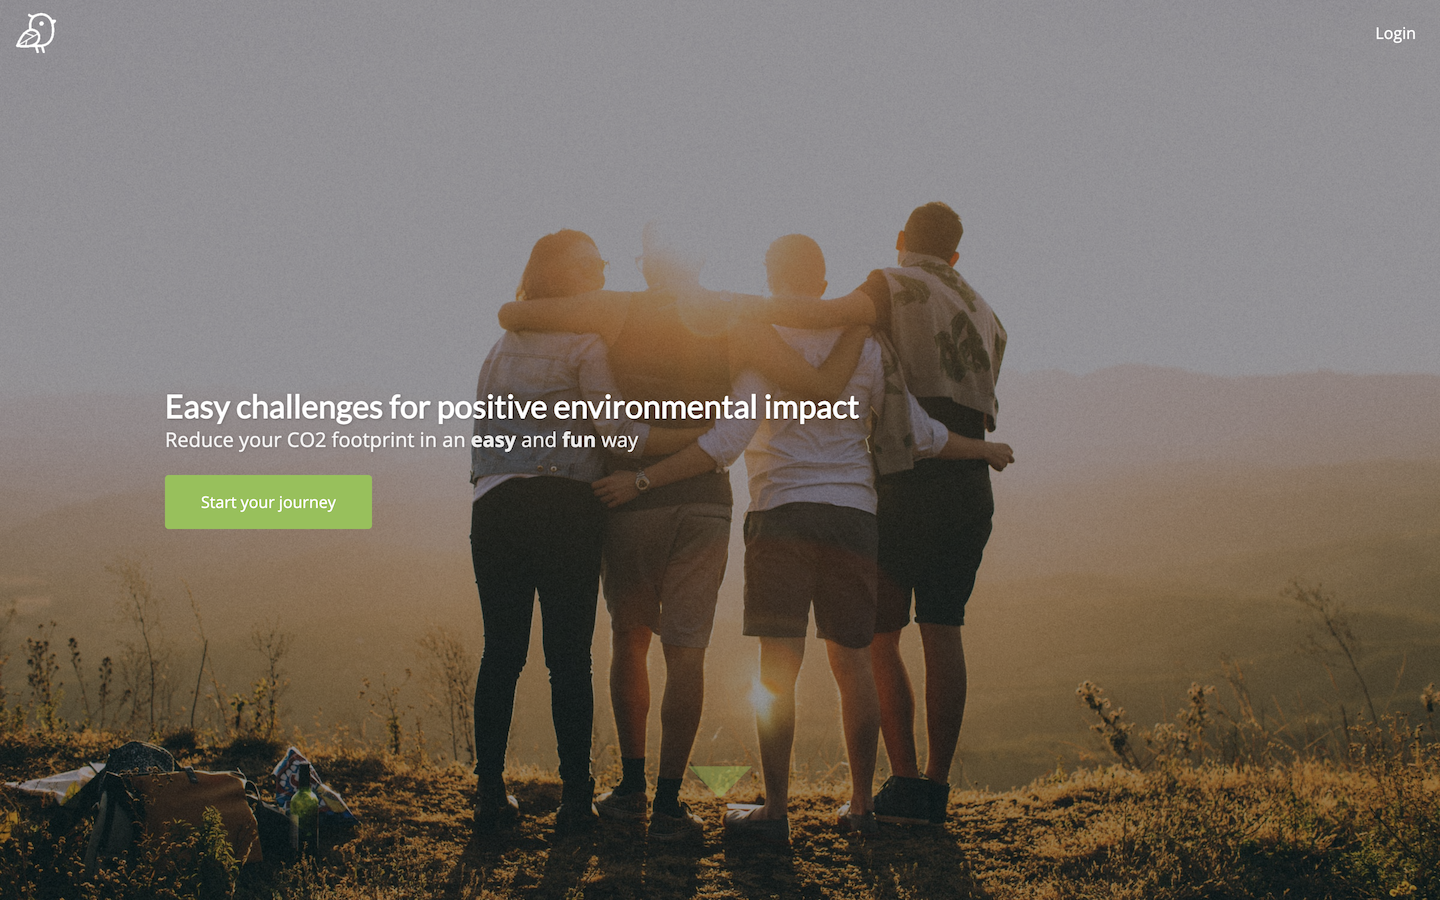 Login
Easy challenges for positive environmental impact
Reduce your CO2 footprint in an easy and fun way
Start your journey